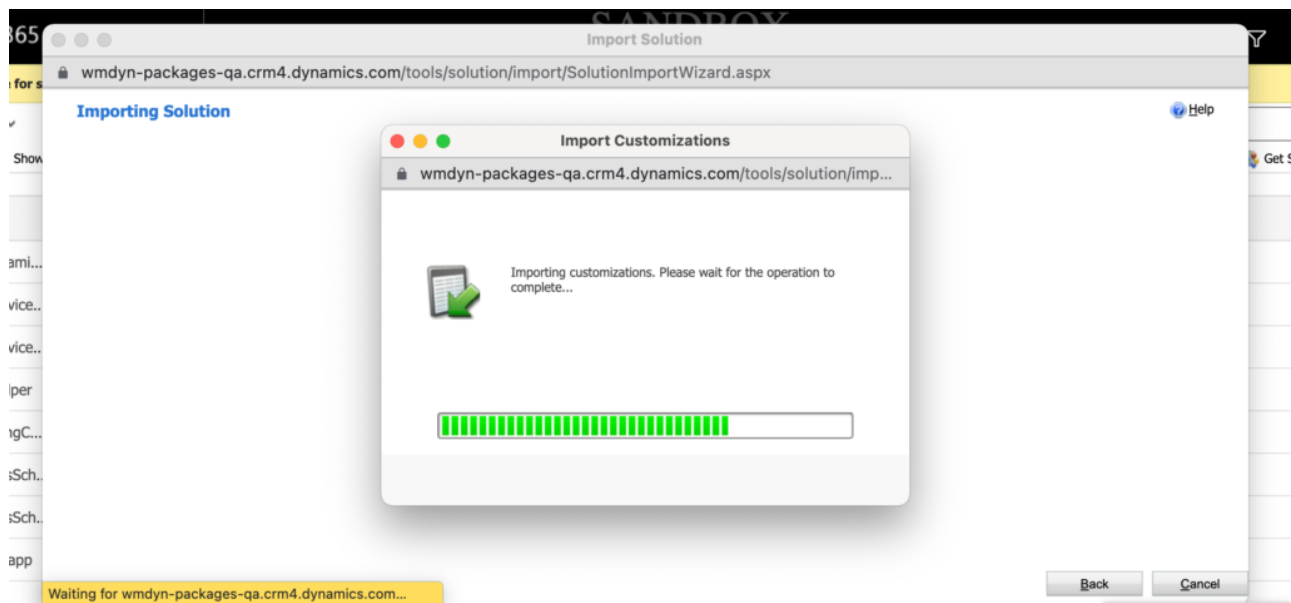 SANDBOX
365
Import Solution
wmdyn-packages-qa.crm4.dynamics.com/tools/solution/import/SolutionImportWizard.aspx
for s
Importing Solution
Help
Import Customizations
Show
Get S
wmdyn-packages-qa.crm4.dynamics.com/tools/solution/imp...
ami...
Importing customizations. Please wait for the operation to
complete...
vice..
vice..
lper
ngC...
sSch..
sSch..
app
Back
Cancel
Waiting for wmdyn-packages-qa.crm4.dynamics.com...